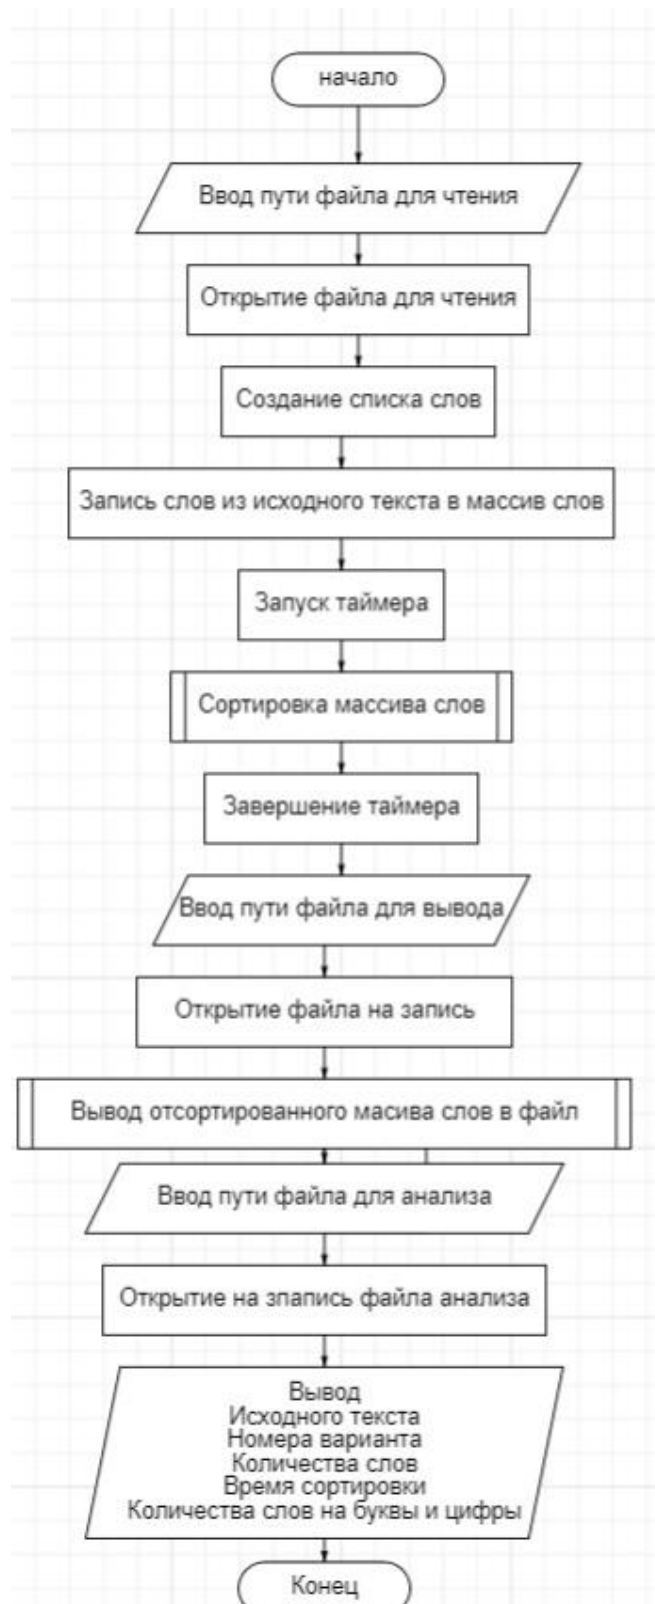 начало
Ввод пути файла для чтения
Открытие файла для чтения
Создание списка слов
Запись слов из исходного текста в массив слов
Запуск таймера
Сортировка массива слов
Завершение таймера
Ввод пути файла для вывода
Открытие файла на запись
Вывод отсортированного масива слов в файл
Ввод пути файла для анализа
Открытие на зпапись файла анализа
Вывод
Исходного текста
Номера варианта
Количества слов
Время сортировки
Количества слов на буквы и цифры
Конец